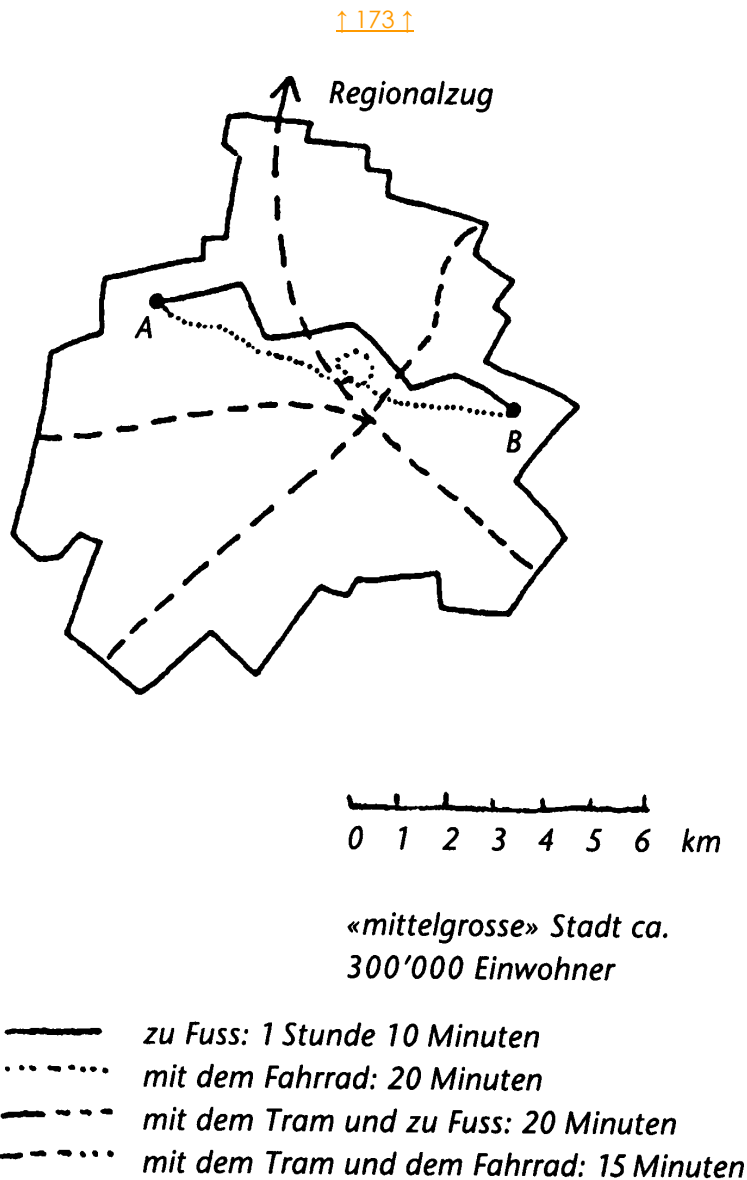 ↑ 173 ↑
Regionalzug
A
B
0 1 2 3 4 5 6 km
«mittelgrosse» Stadt ca.
300'000 Einwohner
zu Fuss: 1 Stunde 10 Minuten
mit dem Fahrrad: 20 Minuten
mit dem Tram und zu Fuss: 20 Minuten
mit dem Tram und dem Fahrrad: 15 Minuten